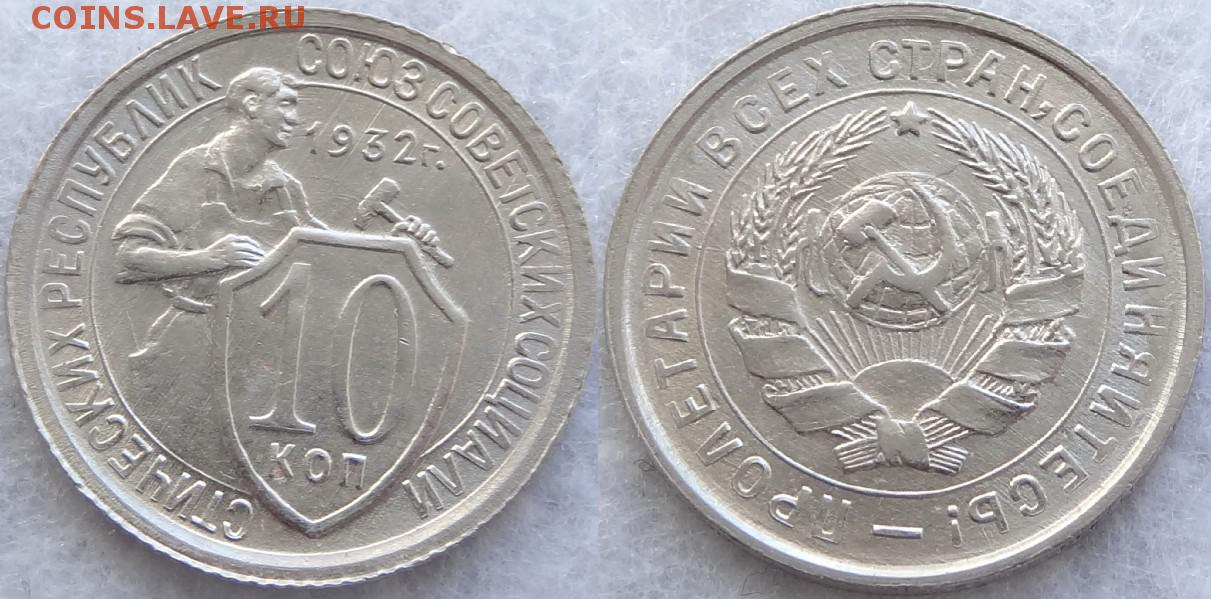 COINS.LAVE.RU
СОЮЗ СОВЕТСКИХ СОЦИАЛИСТИЧЕСКИХ РЕСПУБЛИК
1932г.
10
КОП
ПРОЛЕТАРИИ ВСЕХ СТРАН, СОЕДИНЯЙТЕСЬ! —